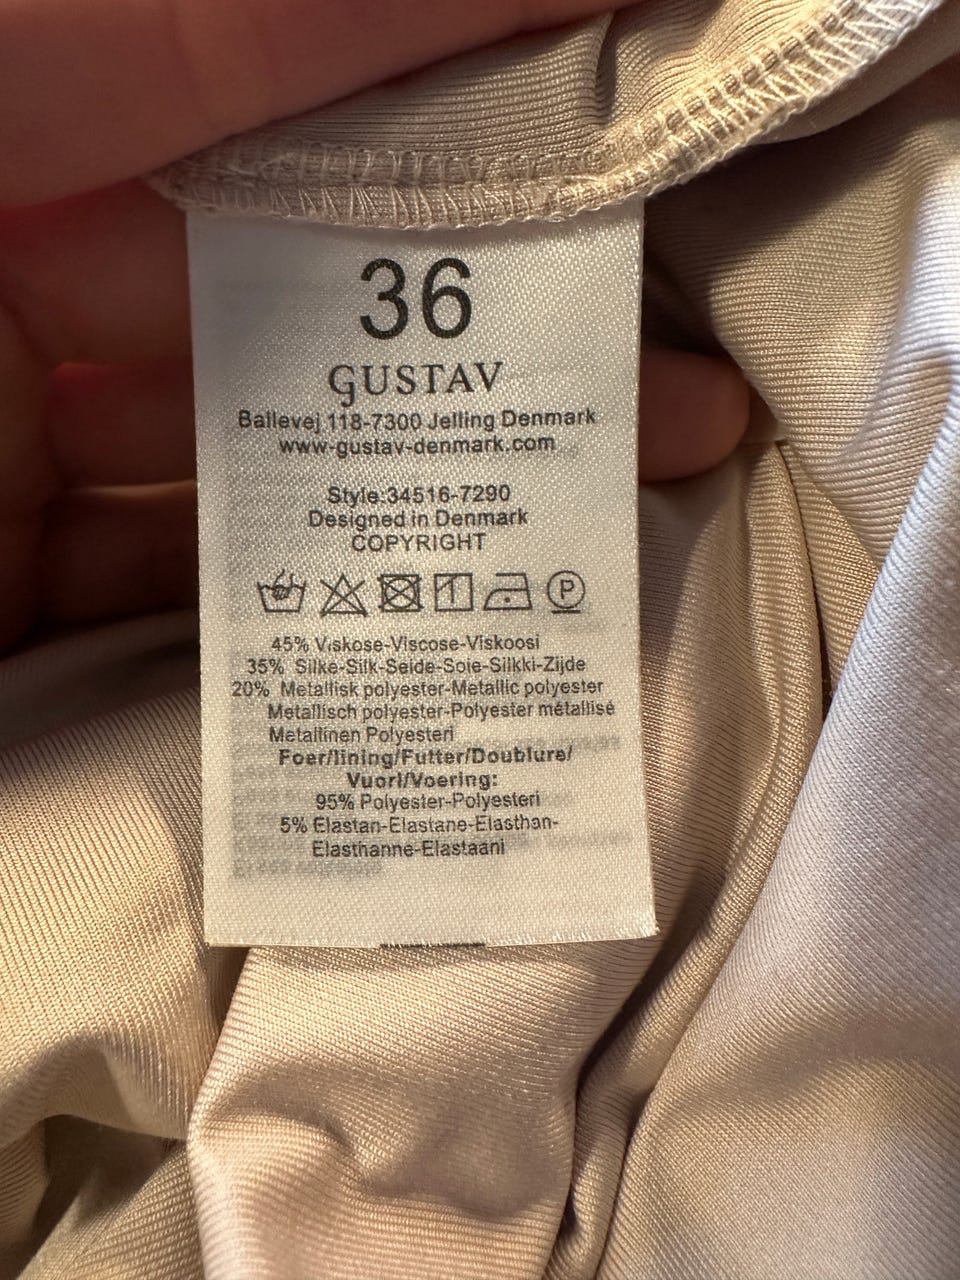 36
GUSTAV
Ballevej 118-7300 Jelling Denmark
www-gustav-denmark.com
Style:34516-7290
Designed in Denmark
COPYRIGHT
P
45% Viskose-Viscose-Viskoosi
35% Silke-Silk-Seide-Soie-Silkki-Zijde
20% Metallisk polyester-Metallic polyester
Metallisch polyester-Polyester métallisé
Metallinen Polyesteri
Foer/lining/Futter/Doublure/
Vuori/Voering:
95% Polyester-Polyesteri
5% Elastan-Elastane-Elasthan-
Elasthanne-Elastaani